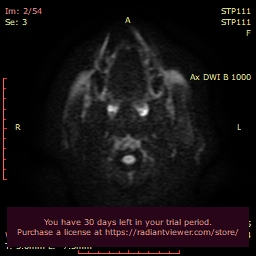 Im: 2/54
Se: 3
A
STP111
STP111
F
Ax DWI B 1000
R
L
You have 30 days left in your trial period.
Purchase a license at https://radiantviewer.com/store/